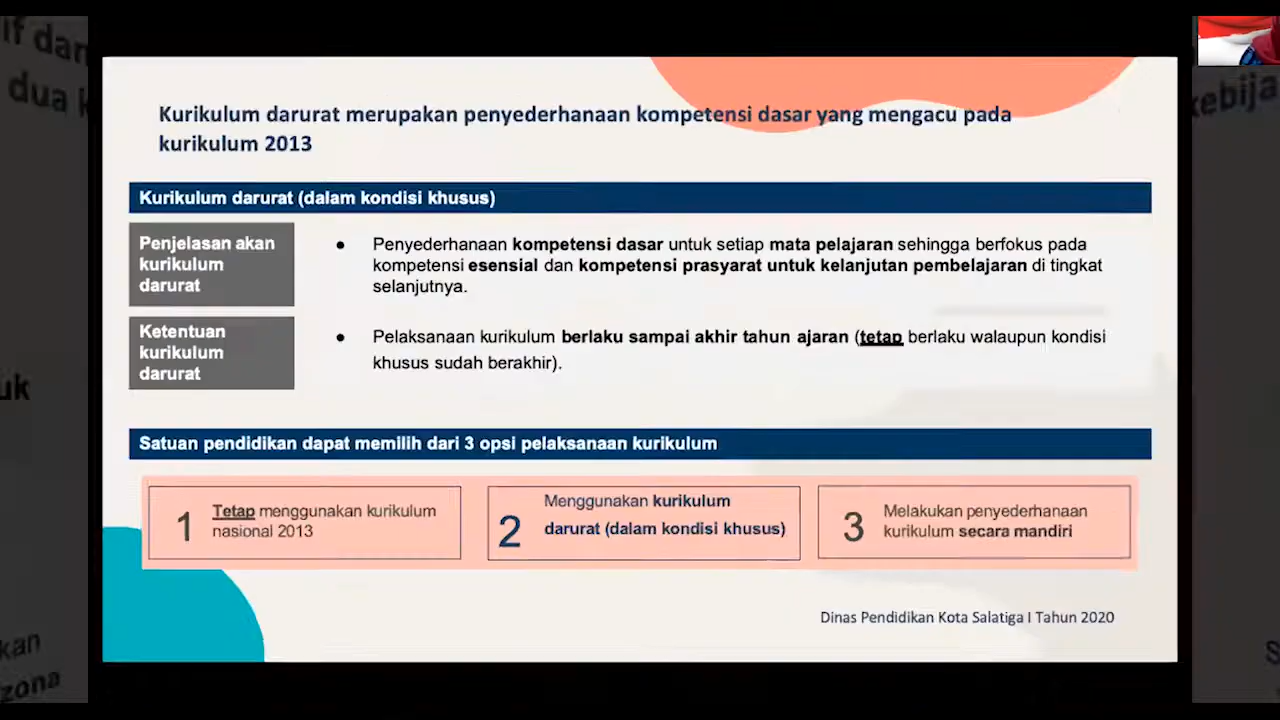 Kurikulum darurat merupakan penyederhanaan kompetensi dasar yang mengacu pada
kurikulum 2013
Kurikulum darurat (dalam kondisi khusus)
Penjelasan akan
kurikulum
darurat
● Penyederhanaan kompetensi dasar untuk setiap mata pelajaran sehingga berfokus pada
kompetensi esensial dan kompetensi prasyarat untuk kelanjutan pembelajaran di tingkat
selanjutnya.
Ketentuan
kurikulum
darurat
● Pelaksanaan kurikulum berlaku sampai akhir tahun ajaran (tetap berlaku walaupun kondisi
khusus sudah berakhir).
Satuan pendidikan dapat memilih dari 3 opsi pelaksanaan kurikulum
1 Tetap menggunakan kurikulum
nasional 2013
2 Menggunakan kurikulum
darurat (dalam kondisi khusus)
3 Melakukan penyederhanaan
kurikulum secara mandiri
Dinas Pendidikan Kota Salatiga I Tahun 2020
if dan
dua k
uk
kan
zona
kebija
S